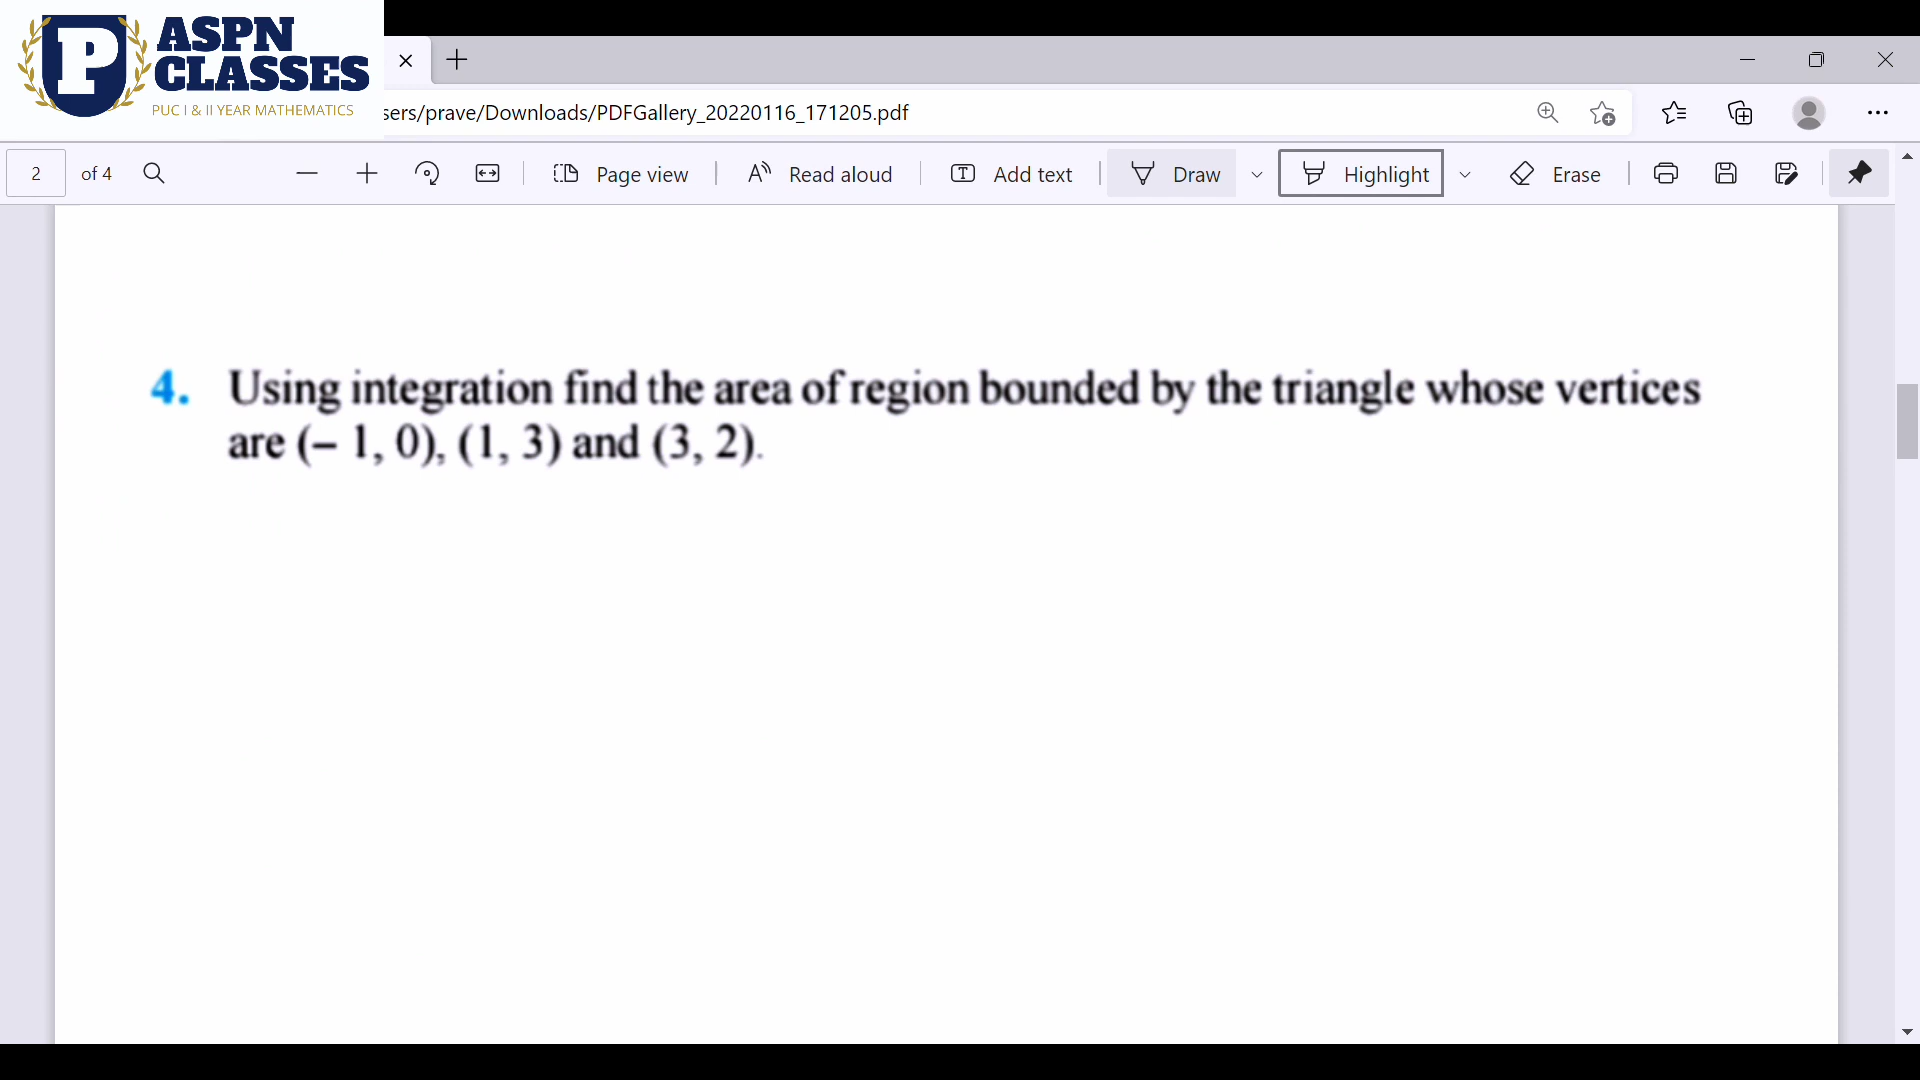 P
ASPN
CLASSES
PUC I & II YEAR MATHEMATICS
sers/prave/Downloads/PDFGallery_20220116_171205.pdf
2 of 4 Page view Read aloud Add text Draw Highlight Erase
4. Using integration find the area of region bounded by the triangle whose vertices
are (– 1, 0), (1, 3) and (3, 2).